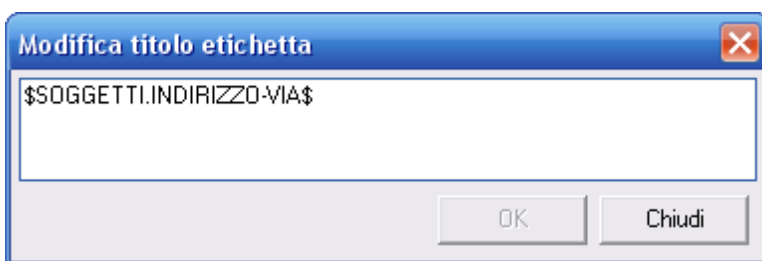 Modifica titolo etichetta
$SOGGETTI.INDIRIZZO-VIA$
OK
Chiudi